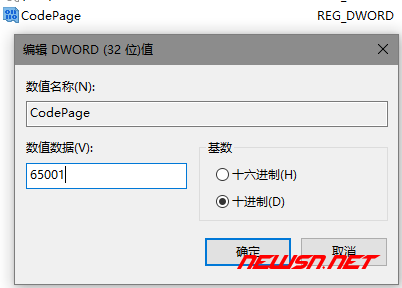 CodePage REG_DWORD
编辑 DWORD (32 位)值
数值名称(N):
CodePage
数值数据(V):
65001
基数
十六进制(H)
十进制(D)
确定 取消
NEWSN.NET